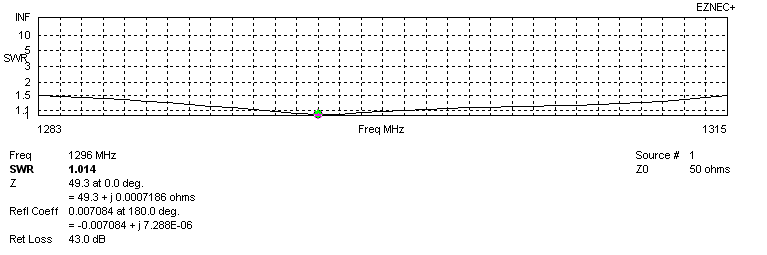 EZNEC+
INF
10
5
SWR
3
2
1.5
1.1
1283 Freq MHz 1315
Freq 1296 MHz Source # 1
SWR 1.014 Z0 50 ohms
Z 49.3 at 0.0 deg.
= 49.3 + j 0.0007186 ohms
Refl Coeff 0.007084 at 180.0 deg.
= -0.007084 + j 7.288E-06
Ret Loss 43.0 dB